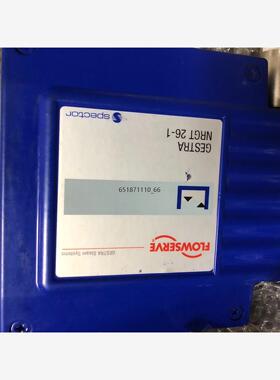 FLOWSERVE
GESTRA Steam Systems
651871110_66
GESTRA
NRGT 26-1
spector